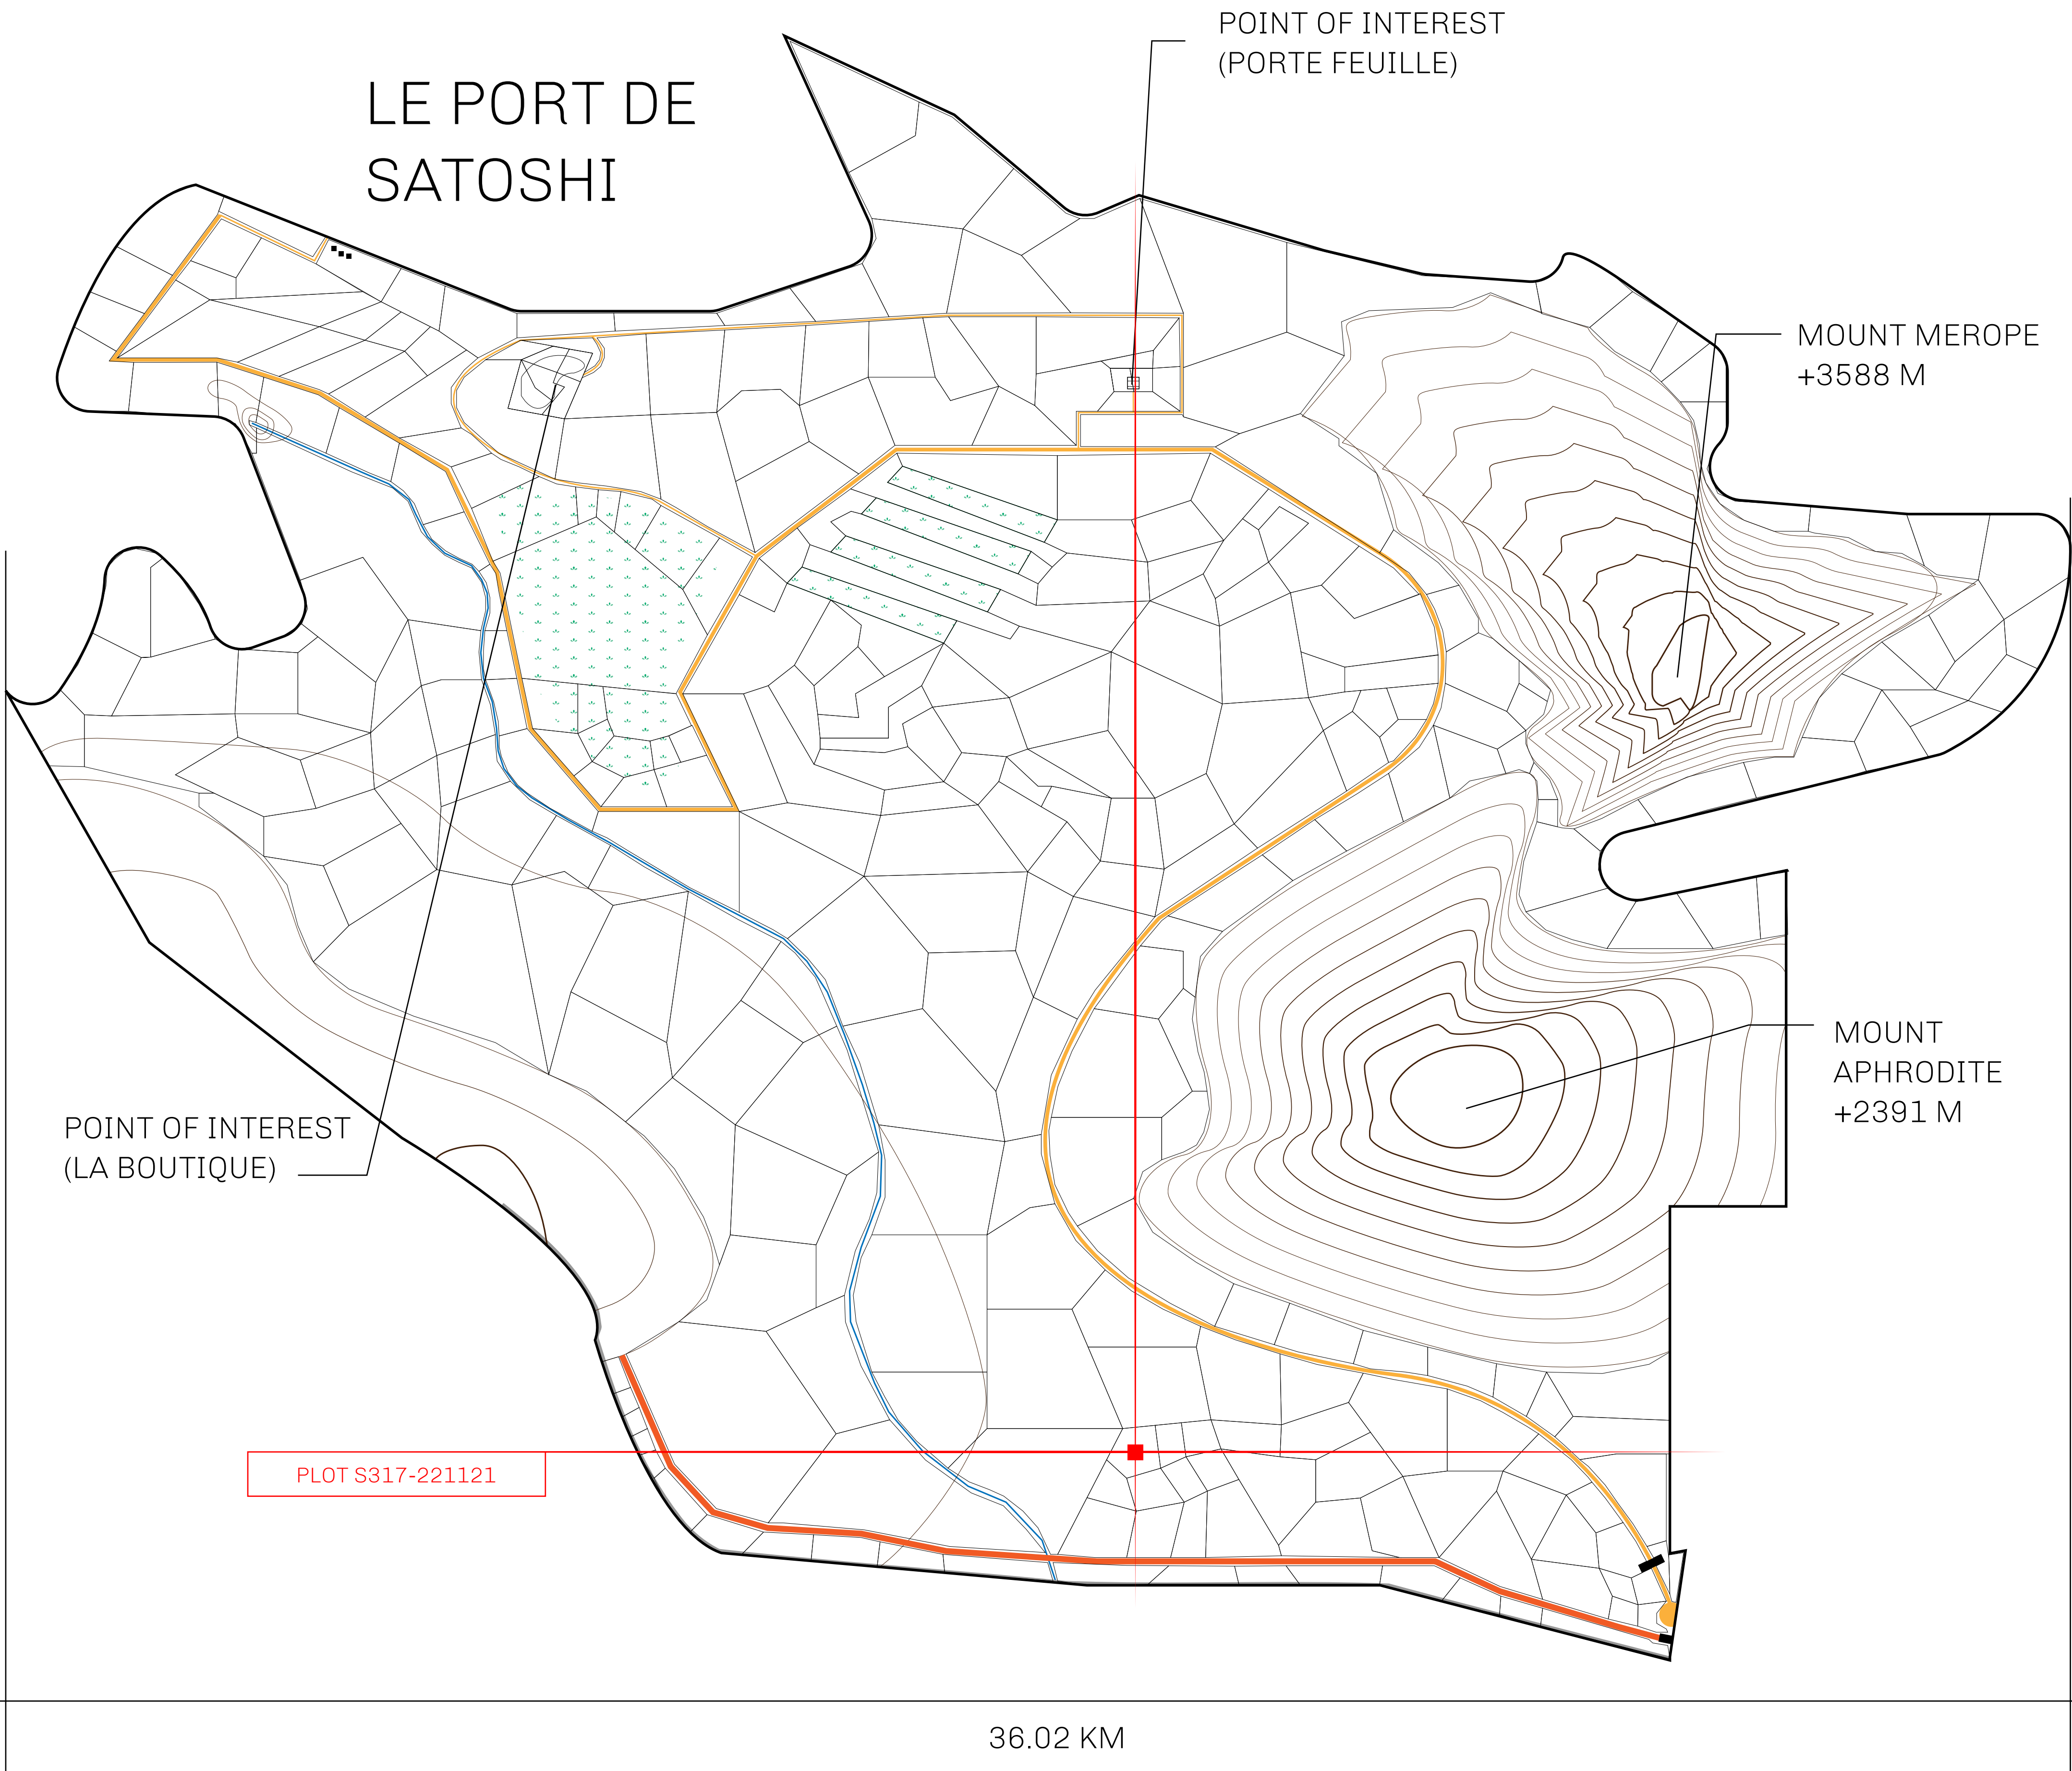 POINT OF INTEREST
(PORTE FEUILLE)
LE PORT DE
SATOSHI
MOUNT MEROPE
+3588 M
MOUNT
APHRODITE
+2391 M
POINT OF INTEREST
(LA BOUTIQUE)
PLOT S317-221121
36.02 KM